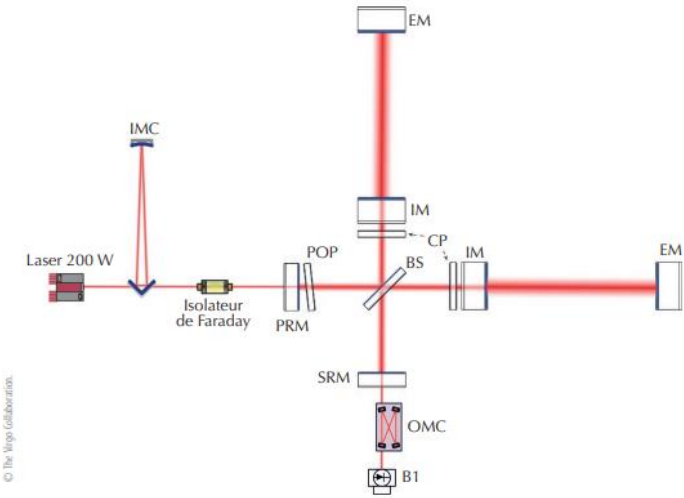 EM
IMC
IM
CP
POP
BS
IM
EM
Laser 200 W
Isolateur
de Faraday
PRM
SRM
OMC
B1
© The Virgo Collaboration.